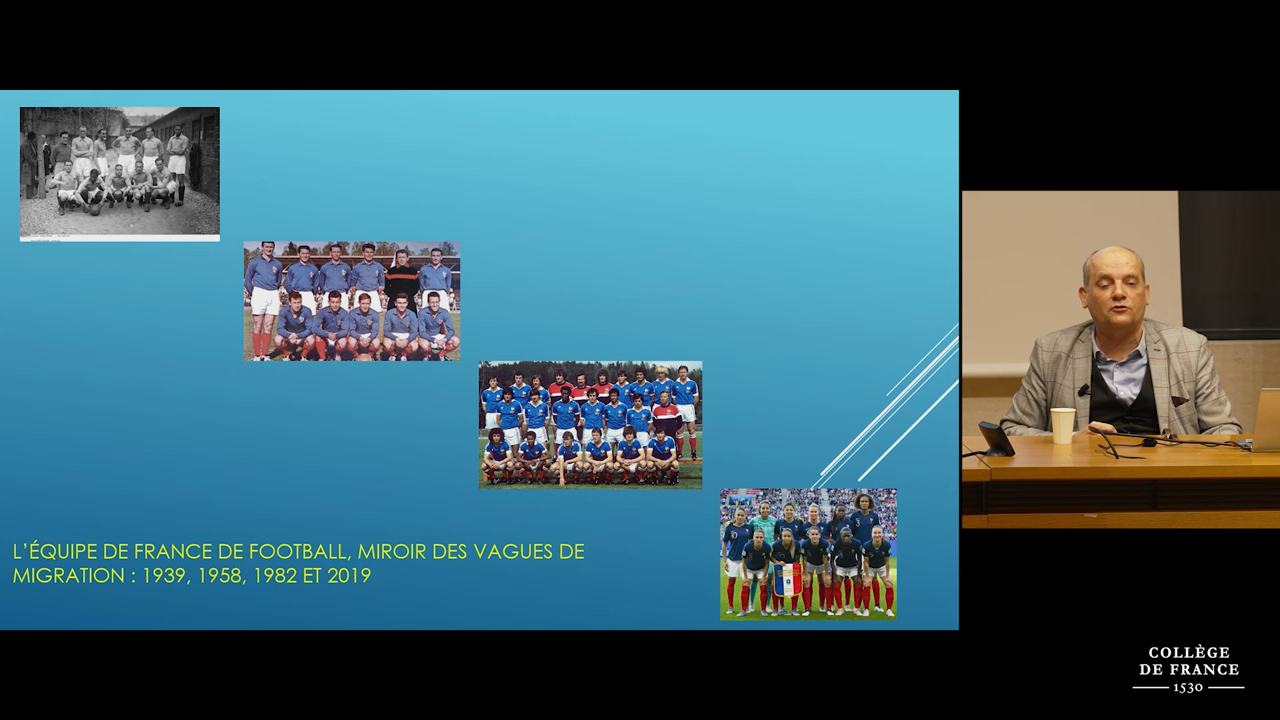 L'ÉQUIPE DE FRANCE DE FOOTBALL, MIROIR DES VAGUES DE
MIGRATION : 1939, 1958, 1982 ET 2019
COLLÈGE
DE FRANCE
1530